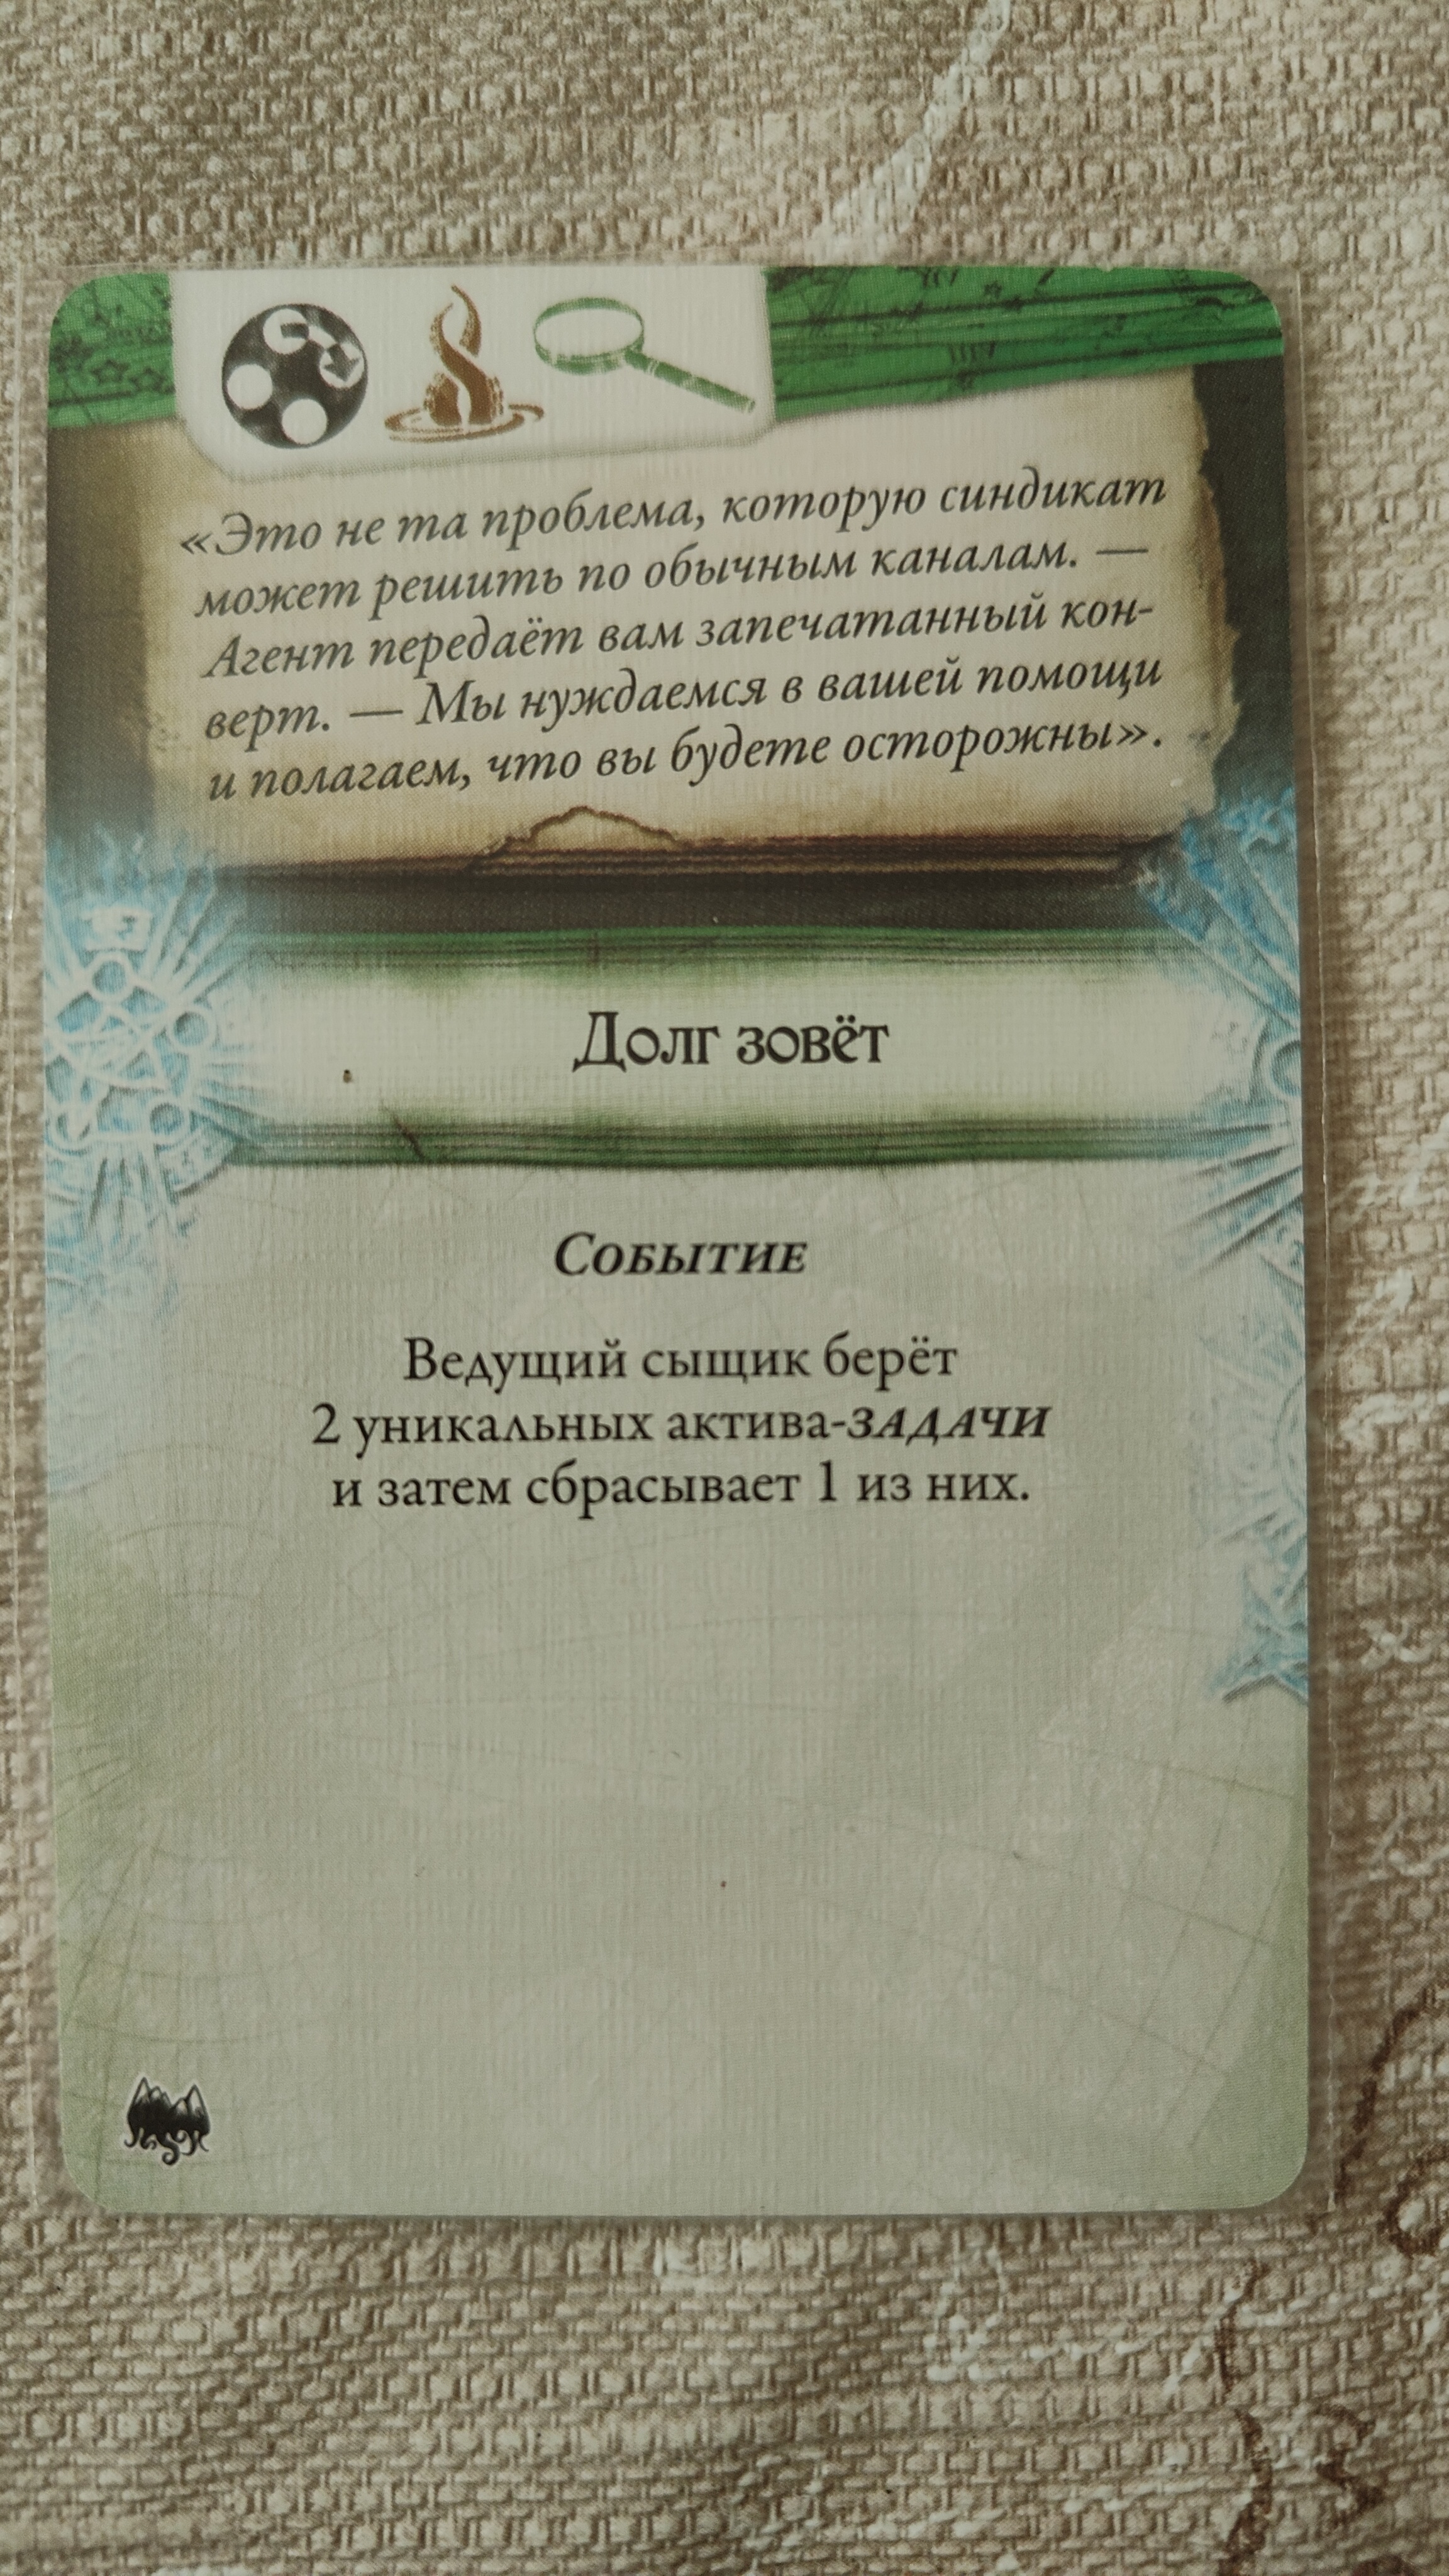 «Это не та проблема, которую синдикат
может решить по обычным каналам. —
Агент передаёт вам запечатанный кон-
верт. — Мы нуждаемся в вашей помощи
и полагаем, что вы будете осторожны».
Долг зовёт
Событие
Ведущий сыщик берёт
2 уникальных актива-ЗАДАЧИ
и затем сбрасывает 1 из них.